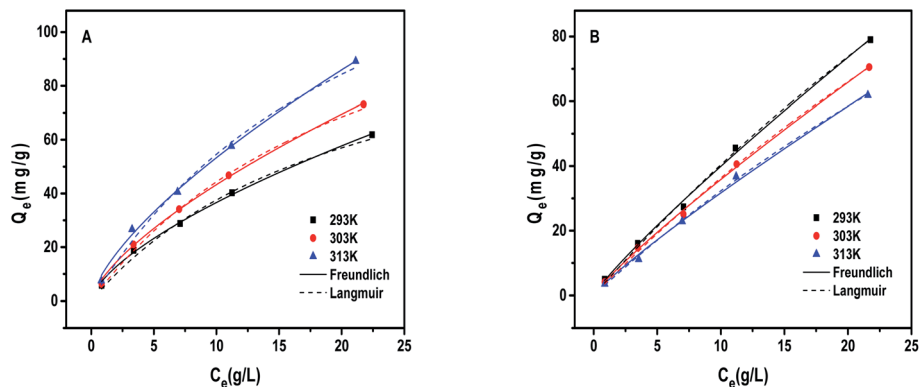 A
Qe(mg/g)
100
80
60
40
20
0
293K
303K
313K
Freundlich
Langmuir
0 5 10 15 20 25
Ce(g/L)
B
Qe(mg/g)
80
60
40
20
0
293K
303K
313K
Freundlich
Langmuir
0 5 10 15 20 25
Ce(g/L)